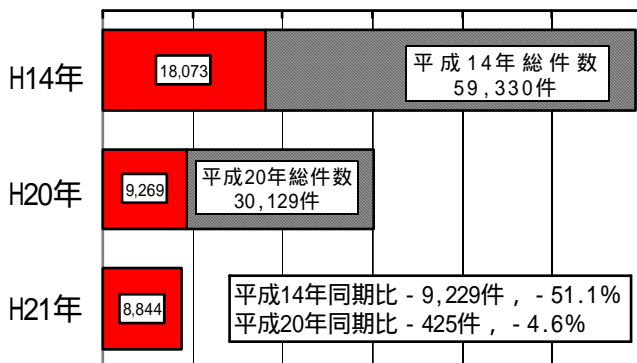 H14年
18,073
平成14年総件数
59,330件
H20年
9,269
平成20年総件数
30,129件
H21年
8,844
平成14年同期比 - 9,229件 , - 51.1%
平成20年同期比 - 425件 , - 4.6%